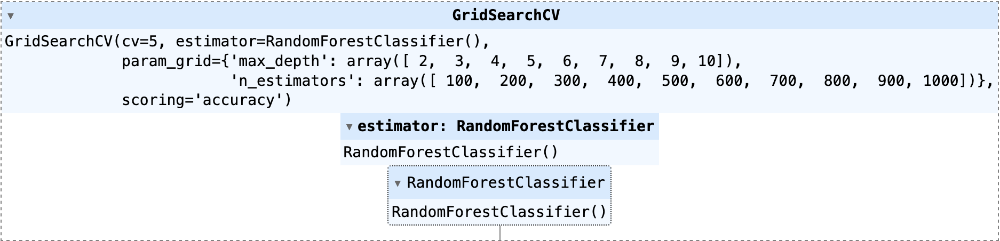 GridSearchCV
GridSearchCV(cv=5, estimator=RandomForestClassifier(),
             param_grid={'max_depth': array([ 2,  3,  4,  5,  6,  7,  8,  9, 10]),
                         'n_estimators': array([ 100,  200,  300,  400,  500,  600,  700,  800,  900, 1000])},
             scoring='accuracy')
estimator: RandomForestClassifier
RandomForestClassifier()
RandomForestClassifier
RandomForestClassifier()